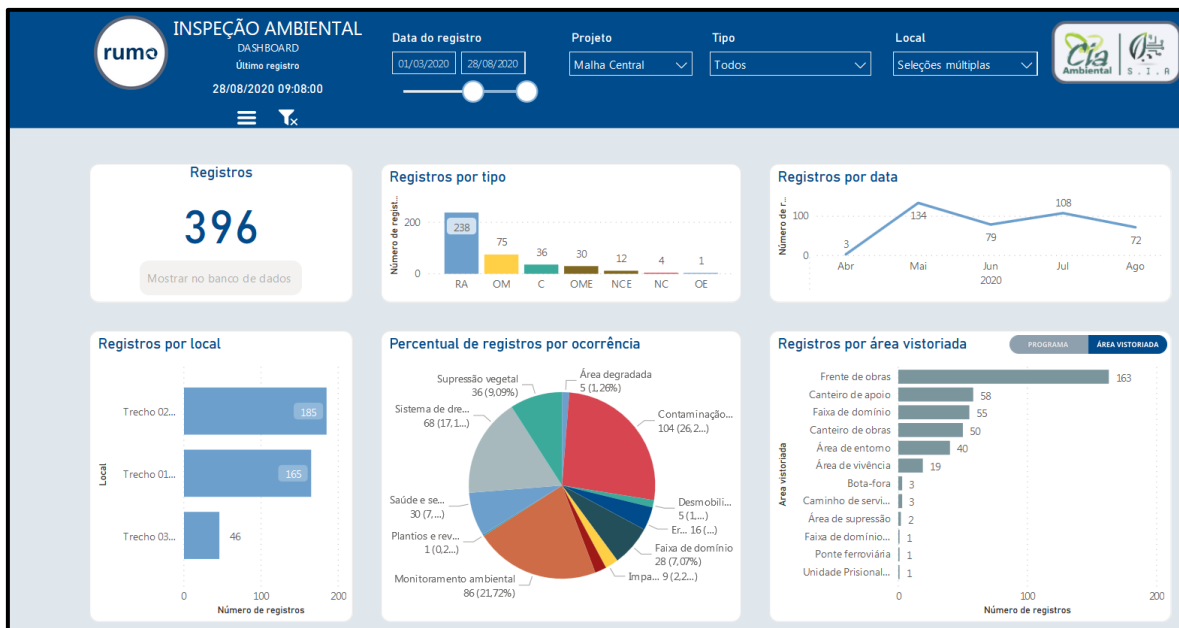 rumo
INSPEÇÃO AMBIENTAL
DASHBOARD
Último registro
28/08/2020 09:08:00
Data do registro
01/03/2020
28/08/2020
Projeto
Malha Central
Tipo
Todos
Local
Seleções múltiplas
Cia
Ambiental
S. I. R
Registros
396
Mostrar no banco de dados
Registros por tipo
Número de regist...
200
0
238
75
36
30
12
4
1
RA
OM
C
OME
NCE
NC
OE
Registros por data
Número de r...
100
0
3
134
79
108
72
Abr
Mai
Jun
Jul
Ago
2020
Registros por local
Local
Trecho 02...
185
Trecho 01...
165
Trecho 03...
46
0
100
200
Número de registros
Percentual de registros por ocorrência
Área degradada
5 (1,26%)
Contaminação...
104 (26,2...)
Desmobili...
5 (1,...)
Er... 16 (...)
Faixa de domínio
28 (7,07%)
Impa... 9 (2,2...)
Monitoramento ambiental
86 (21,72%)
Plantios e rev...
1 (0,2...)
Saúde e se...
30 (7,...)
Sistema de dre...
68 (17,1...)
Supressão vegetal
36 (9,09%)
Registros por área vistoriada
PROGRAMA
ÁREA VISTORIADA
Área vistoriada
Frente de obras
163
Canteiro de apoio
58
Faixa de domínio
55
Canteiro de obras
50
Área de entorno
40
Área de vivência
19
Bota-fora
3
Caminho de servi...
3
Área de supressão
2
Faixa de domínio...
1
Ponte ferroviária
1
Unidade Prisional...
1
0
100
200
Número de registros